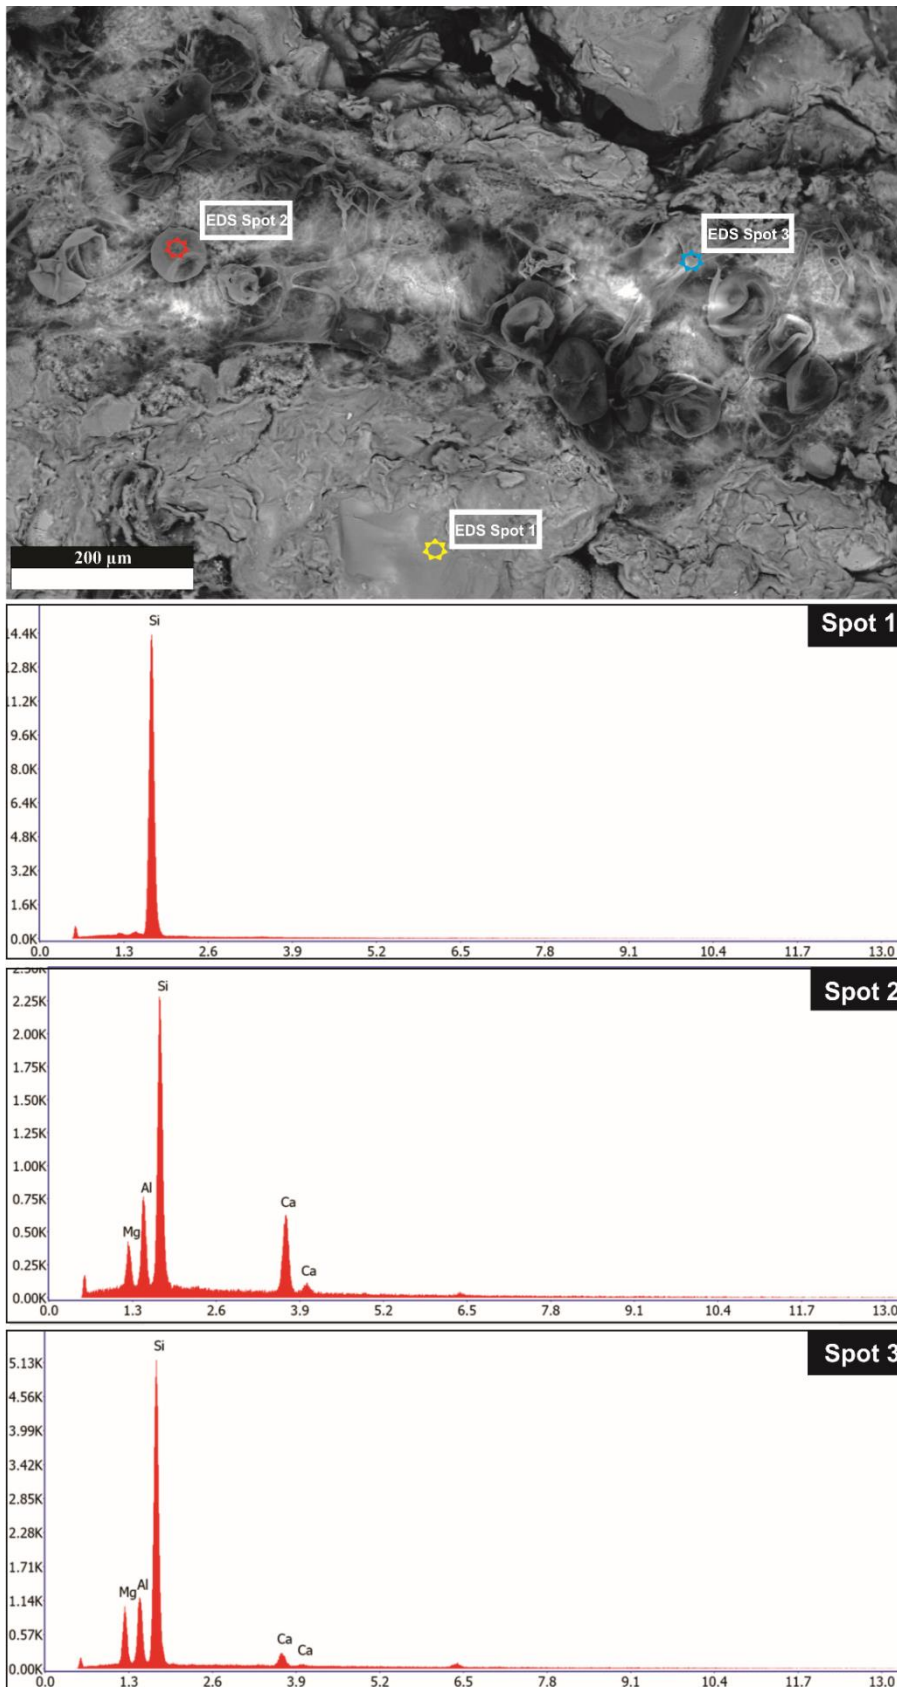 EDS Spot 2
EDS Spot 3
EDS Spot 1
200 µm
Spot 1
Si
14.4K
12.8K
11.2K
9.6K
8.0K
6.4K
4.8K
3.2K
1.6K
0.0K
0.0 1.3 2.6 3.9 5.2 6.5 7.8 9.1 10.4 11.7 13.0
Spot 2
Si
2.50K
2.25K
2.00K
1.75K
1.50K
1.25K
1.00K
Al
0.75K
Ca
Mg
0.50K
0.25K
Ca
0.00K
0.0 1.3 2.6 3.9 5.2 6.5 7.8 9.1 10.4 11.7 13.0
Spot 3
Si
5.13K
4.56K
3.99K
3.42K
2.85K
2.28K
1.71K
Mg Al
1.14K
0.57K
Ca Ca
0.00K
0.0 1.3 2.6 3.9 5.2 6.5 7.8 9.1 10.4 11.7 13.0